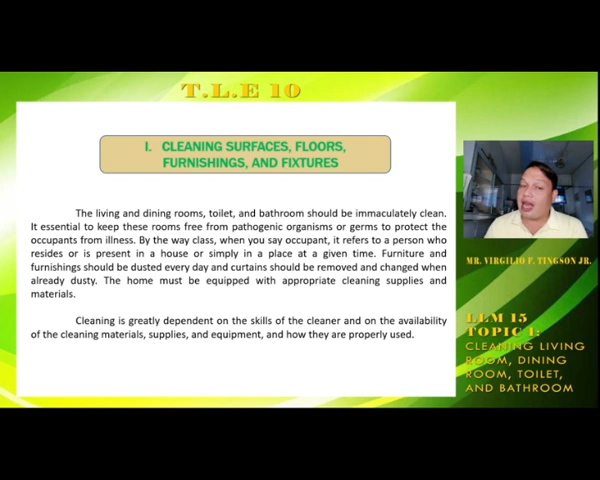 T.L.E 10
I. CLEANING SURFACES, FLOORS,
FURNISHINGS, AND FIXTURES
The living and dining rooms, toilet, and bathroom should be immaculately clean.
It essential to keep these rooms free from pathogenic organisms or germs to protect the
occupants from illness. By the way class, when you say occupant, it refers to a person who
resides or is present in a house or simply in a place at a given time. Furniture and
furnishings should be dusted every day and curtains should be removed and changed when
already dusty. The home must be equipped with appropriate cleaning supplies and
materials.
Cleaning is greatly dependent on the skills of the cleaner and on the availability
of the cleaning materials, supplies, and equipment, and how they are properly used.
MR. VIRGILIO F. TINGSON JR.
LLM 15
TOPIC 1:
CLEANING LIVING
ROOM, DINING
ROOM, TOILET,
AND BATHROOM